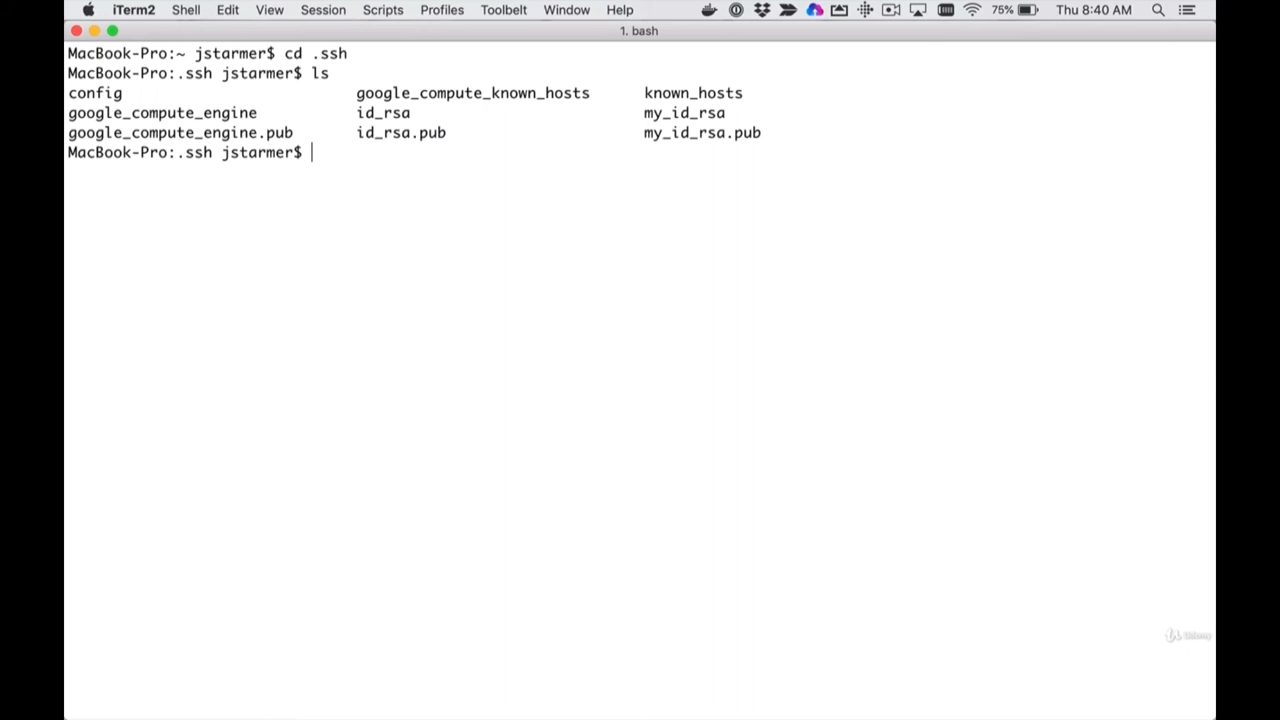 iTerm2 Shell Edit View Session Scripts Profiles Toolbelt Window Help 75% Thu 8:40 AM
1. bash
MacBook-Pro:~ jstarmer$ cd .ssh
MacBook-Pro:.ssh jstarmer$ ls
config google_compute_known_hosts known_hosts
google_compute_engine id_rsa my_id_rsa
google_compute_engine.pub id_rsa.pub my_id_rsa.pub
MacBook-Pro:.ssh jstarmer$
Udemy